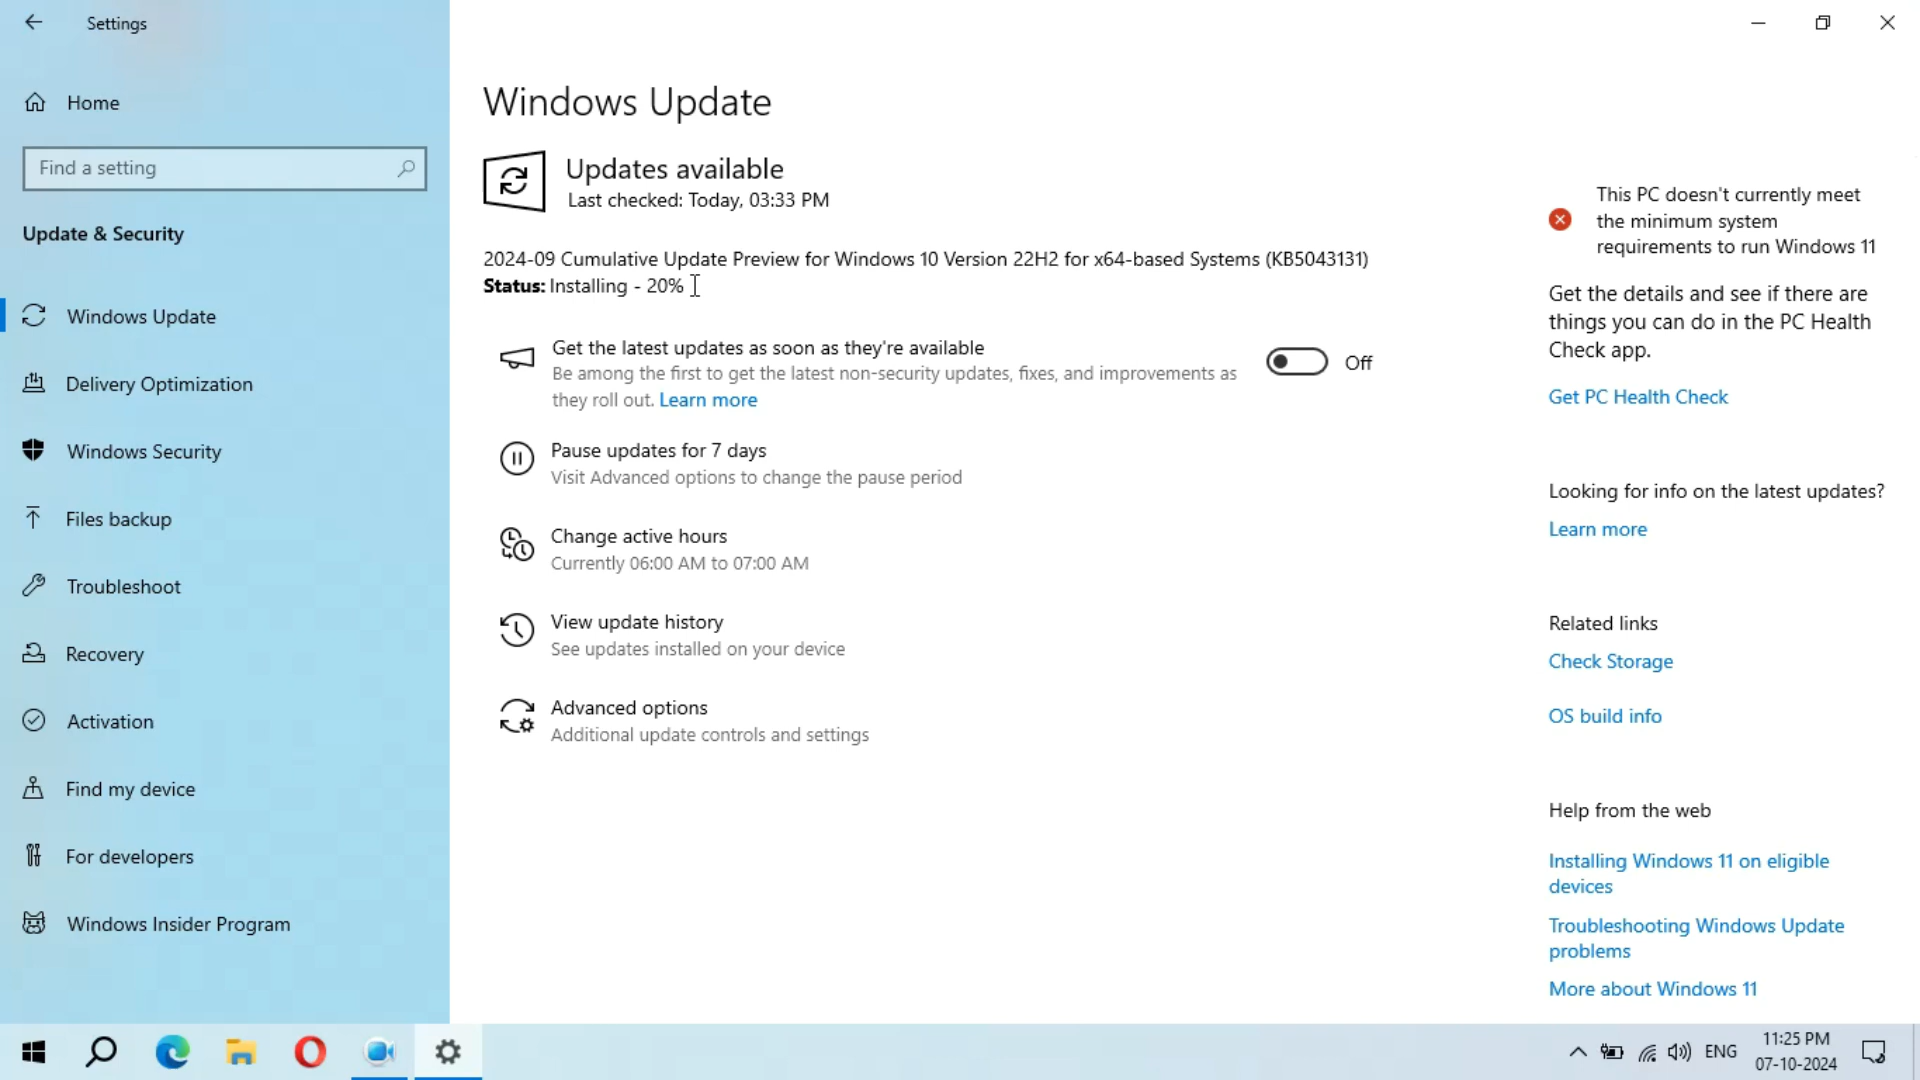 Settings
Home
Find a setting
Update & Security
Windows Update
Delivery Optimization
Windows Security
Files backup
Troubleshoot
Recovery
Activation
Find my device
For developers
Windows Insider Program
Windows Update
Updates available
Last checked: Today, 03:33 PM
2024-09 Cumulative Update Preview for Windows 10 Version 22H2 for x64-based Systems (KB5043131)
Status: Installing - 20%
Get the latest updates as soon as they're available
Off
Be among the first to get the latest non-security updates, fixes, and improvements as
they roll out. Learn more
Pause updates for 7 days
Visit Advanced options to change the pause period
Change active hours
Currently 06:00 AM to 07:00 AM
View update history
See updates installed on your device
Advanced options
Additional update controls and settings
This PC doesn't currently meet
the minimum system
requirements to run Windows 11
Get the details and see if there are
things you can do in the PC Health
Check app.
Get PC Health Check
Looking for info on the latest updates?
Learn more
Related links
Check Storage
OS build info
Help from the web
Installing Windows 11 on eligible
devices
Troubleshooting Windows Update
problems
More about Windows 11
ENG
11:25 PM
07-10-2024